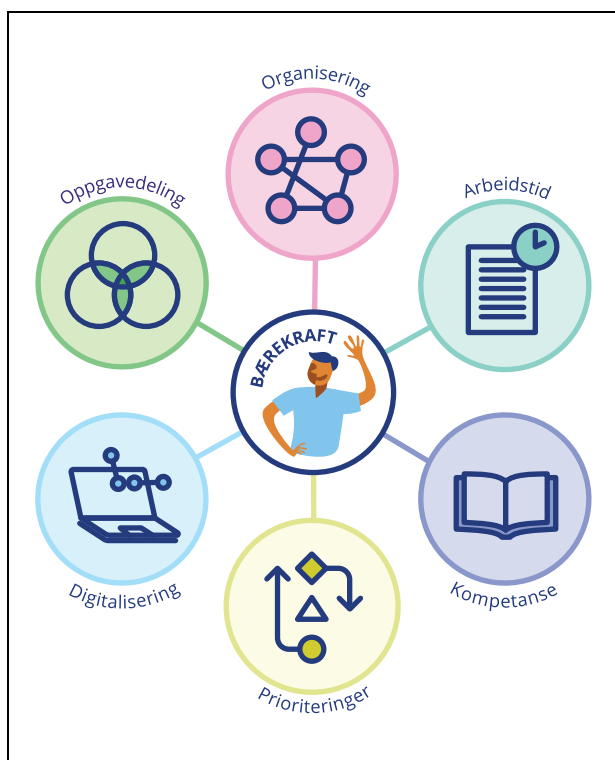 Organisering
Oppgavedeling
Arbeidstid
BÆREKRAFT
Digitalisering
Kompetanse
Prioriteringer